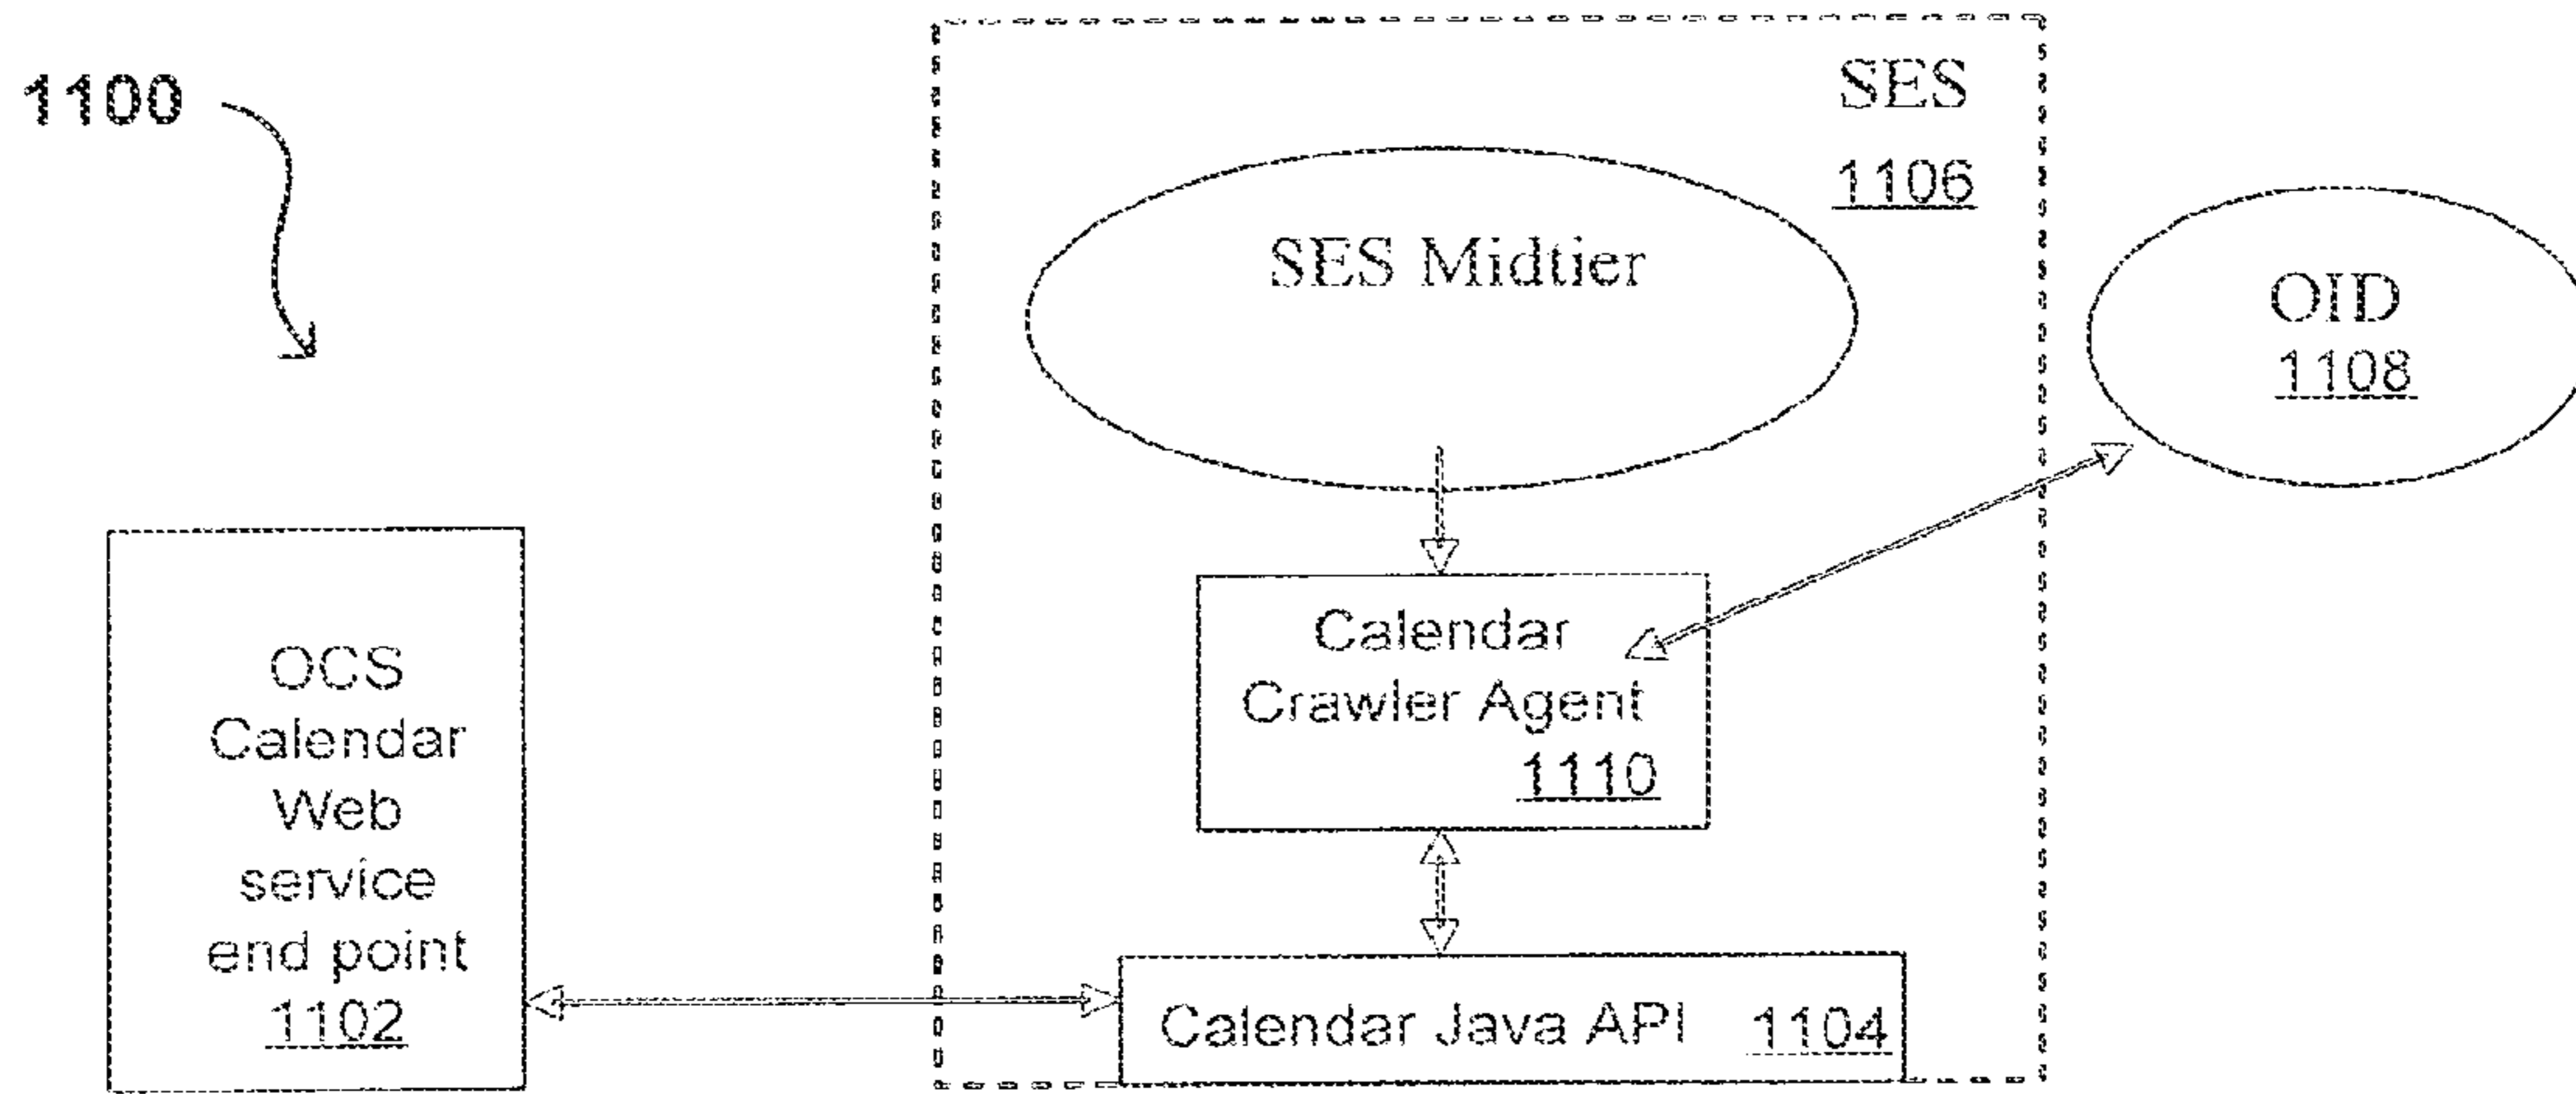 1100
SES
1106
SES Midtier
OID
1108
Calendar
Crawler Agent
1110
OCS
Calendar
Web
service
end point
1102
Calendar Java API 1104